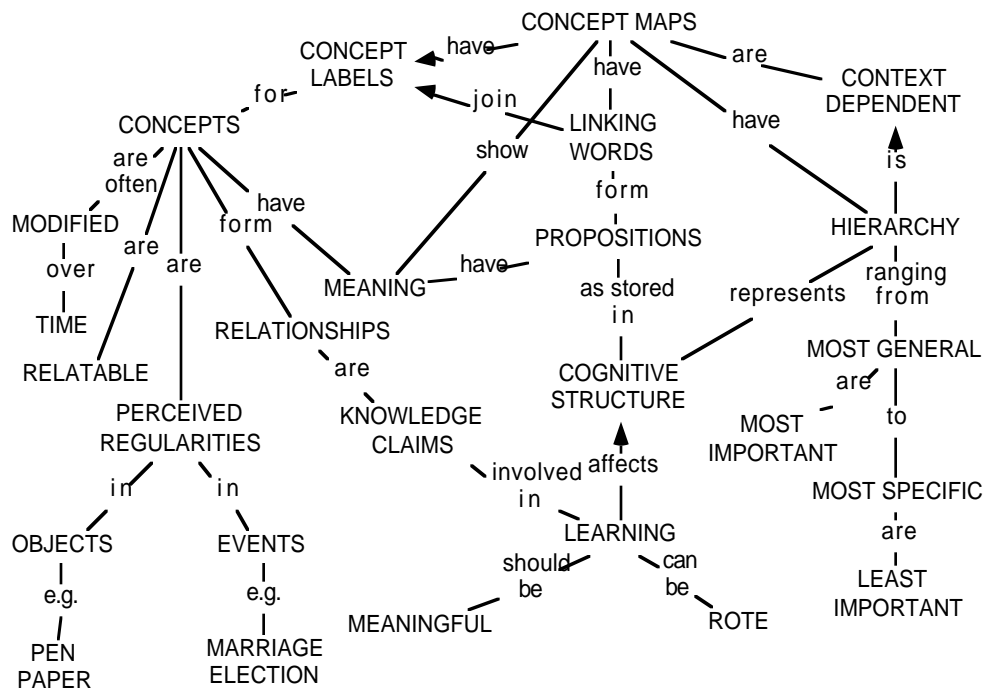 CONCEPT MAPS
CONCEPT
LABELS
have
have
are
CONTEXT
DEPENDENT
for
join
CONCEPTS
LINKING
WORDS
show
have
is
are
often
have
form
form
MODIFIED
are
are
PROPOSITIONS
HIERARCHY
over
have
MEANING
as stored
in
represents
ranging
from
TIME
RELATIONSHIPS
MOST GENERAL
RELATABLE
are
COGNITIVE
STRUCTURE
are
PERCEIVED
REGULARITIES
KNOWLEDGE
CLAIMS
MOST
IMPORTANT
to
in
in
involved
in
affects
MOST SPECIFIC
OBJECTS
EVENTS
LEARNING
are
e.g.
e.g.
should
be
can
be
LEAST
IMPORTANT
MEANINGFUL
ROTE
PEN
PAPER
MARRIAGE
ELECTION